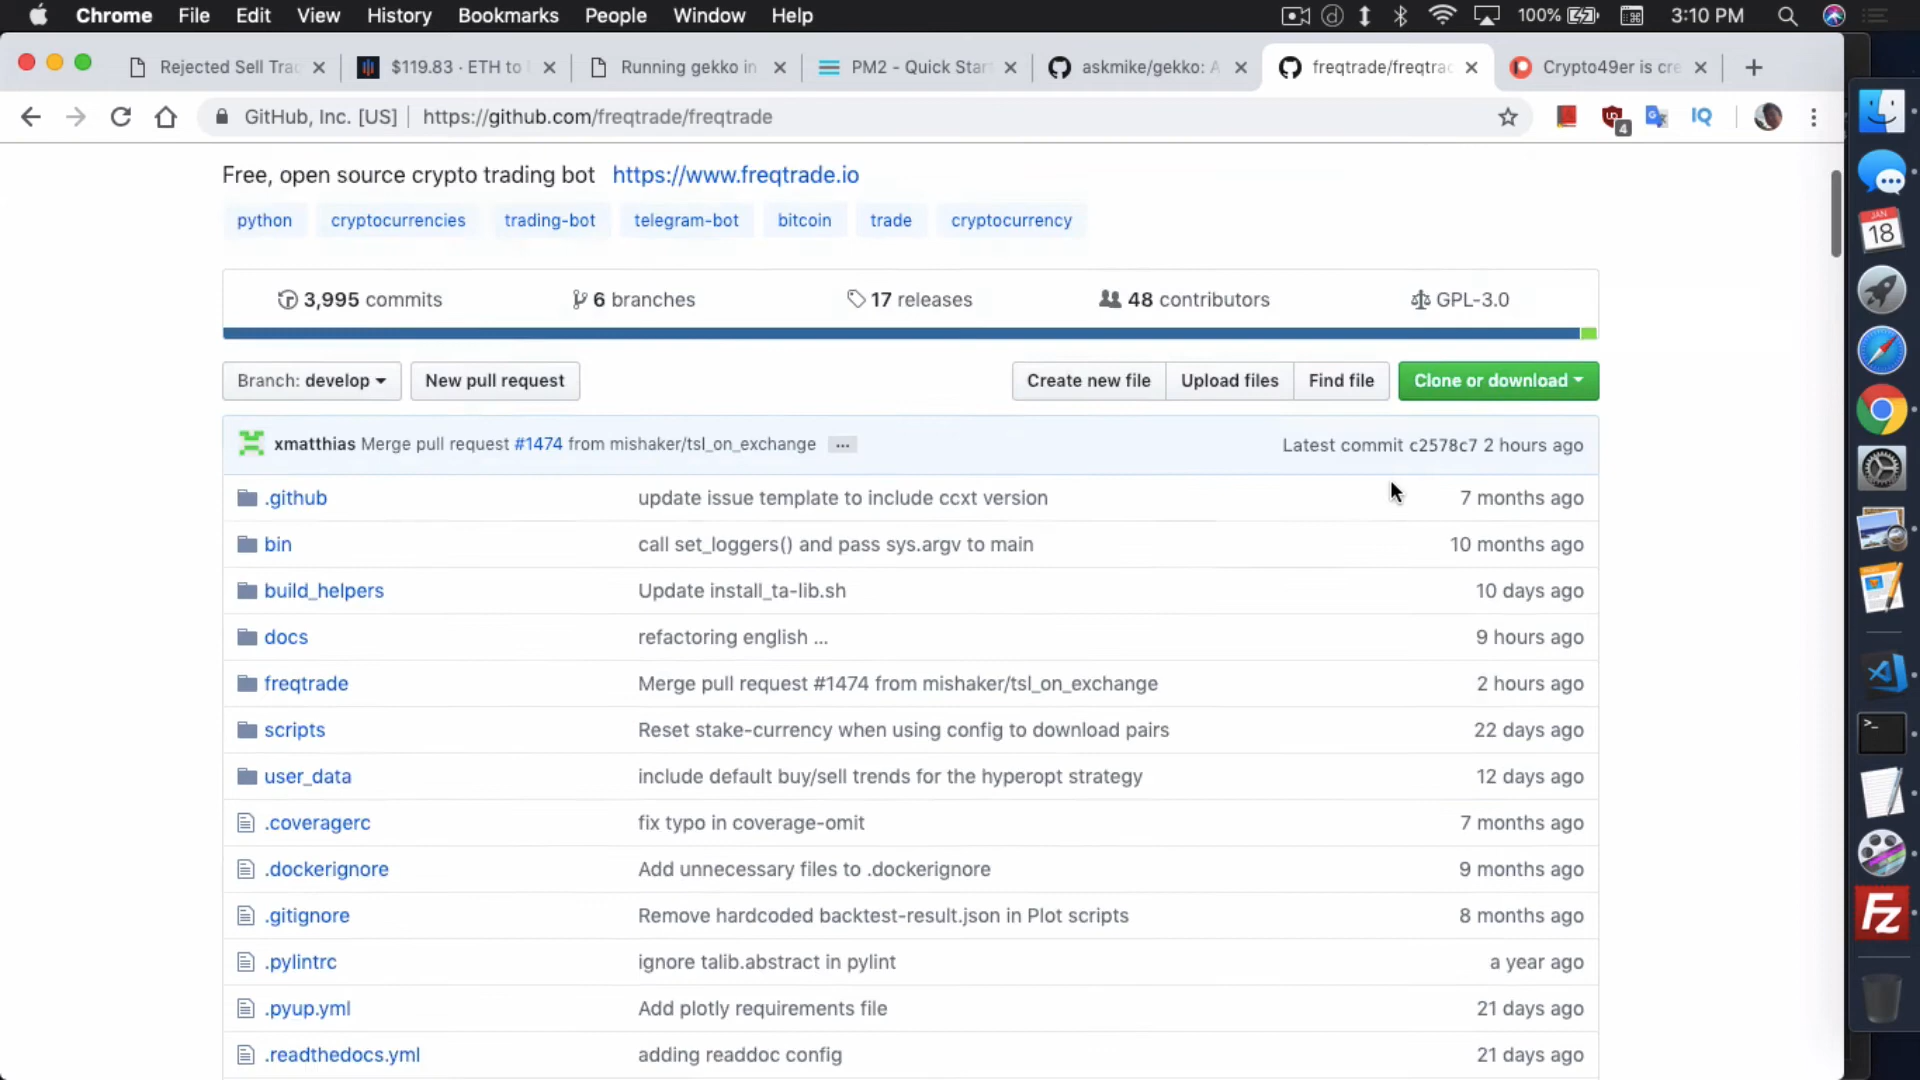 Chrome File Edit View History Bookmarks People Window Help 100% 3:10 PM
Rejected Sell Trac $119.83 · ETH to Running gekko in PM2 - Quick Start askmike/gekko: A freqtrade/freqtrac Crypto49er is cre
GitHub, Inc. [US] https://github.com/freqtrade/freqtrade 4 IQ
Free, open source crypto trading bot https://www.freqtrade.io
python cryptocurrencies trading-bot telegram-bot bitcoin trade cryptocurrency
3,995 commits 6 branches 17 releases 48 contributors GPL-3.0
Branch: develop New pull request Create new file Upload files Find file Clone or download
xmatthias Merge pull request #1474 from mishaker/tsl_on_exchange ... Latest commit c2578c7 2 hours ago
.github update issue template to include ccxt version 7 months ago
bin call set_loggers() and pass sys.argv to main 10 months ago
build_helpers Update install_ta-lib.sh 10 days ago
docs refactoring english ... 9 hours ago
freqtrade Merge pull request #1474 from mishaker/tsl_on_exchange 2 hours ago
scripts Reset stake-currency when using config to download pairs 22 days ago
user_data include default buy/sell trends for the hyperopt strategy 12 days ago
.coveragerc fix typo in coverage-omit 7 months ago
.dockerignore Add unnecessary files to .dockerignore 9 months ago
.gitignore Remove hardcoded backtest-result.json in Plot scripts 8 months ago
.pylintrc ignore talib.abstract in pylint a year ago
.pyup.yml Add plotly requirements file 21 days ago
.readthedocs.yml adding readdoc config 21 days ago
JAN
18
>_
FZ